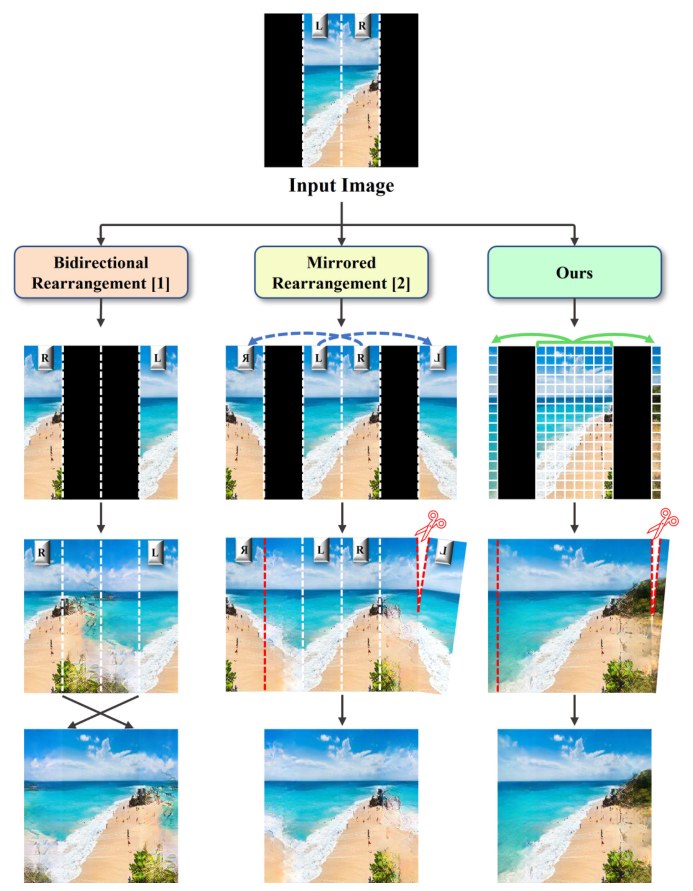 L R
Input Image
Bidirectional
Rearrangement [1]
Mirrored
Rearrangement [2]
Ours
R L
R L R L
R L
R L R L